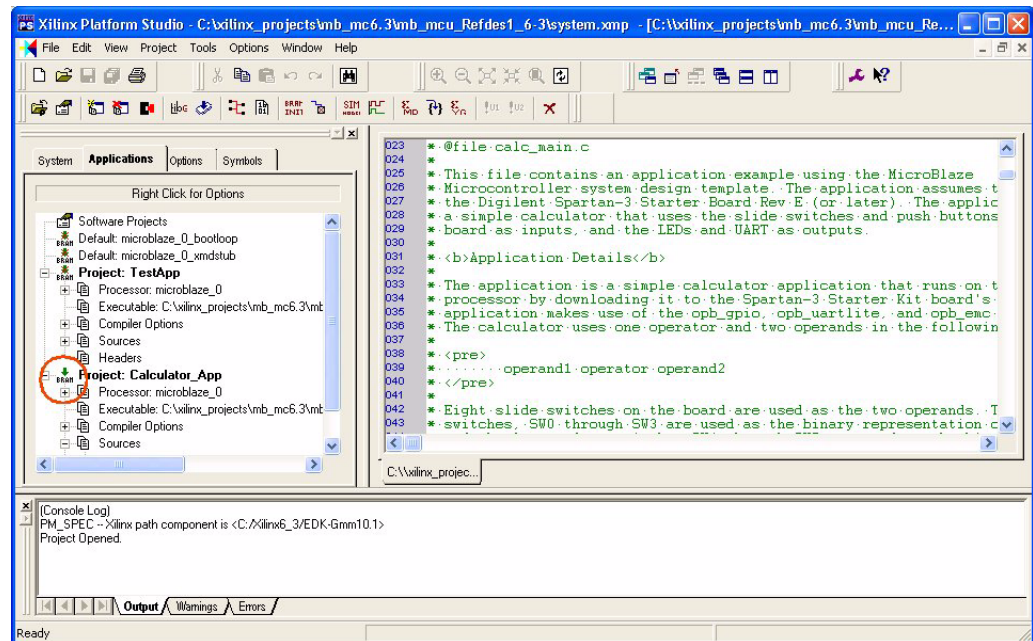 Xilinx Platform Studio - C:\xilinx_projects\mb_mc6.3\mb_mcu_Refdes1_6-3\system.xmp - [C:\\xilinx_projects\mb_mc6.3\mb_mcu_Re...
File Edit View Project Tools Options Window Help
System Applications Options Symbols
Right Click for Options
Software Projects
Default: microblaze_0_bootloop
Default: microblaze_0_xmdstub
Project: TestApp
Processor: microblaze_0
Executable: C:\xilinx_projects\mb_mc6.3\mb
Compiler Options
Sources
Headers
BRAM Project: Calculator_App
Processor: microblaze_0
Executable: C:\xilinx_projects\mb_mc6.3\mb
Compiler Options
Sources
023 * @file calc_main.c
024 *
025 * This file contains an application example using the MicroBlaze
026 * Microcontroller system design template. The application assumes t
027 * the Digilent Spartan-3 Starter Board Rev E (or later). The applic
028 * a simple calculator that uses the slide switches and push buttons
029 * board as inputs, and the LEDs and UART as outputs.
030 *
031 * <b>Application Details</b>
032 *
033 * The application is a simple calculator application that runs on t
034 * processor by downloading it to the Spartan-3 Starter Kit board's
035 * application makes use of the opb_gpio, opb_uartlite, and opb_emc
036 * The calculator uses one operator and two operands in the followin
037 *
038 * <pre>
039 * ········operand1 operator operand2
040 * </pre>
041 *
042 * Eight slide switches on the board are used as the two operands. T
043 * switches, SW0 through SW3 are used as the binary representation o
C:\\xilinx_projec...
(Console Log)
PM_SPEC -- Xilinx path component is <C:/Xilinx6_3/EDK-Gmm10.1>
Project Opened.
Output Warnings Errors
Ready